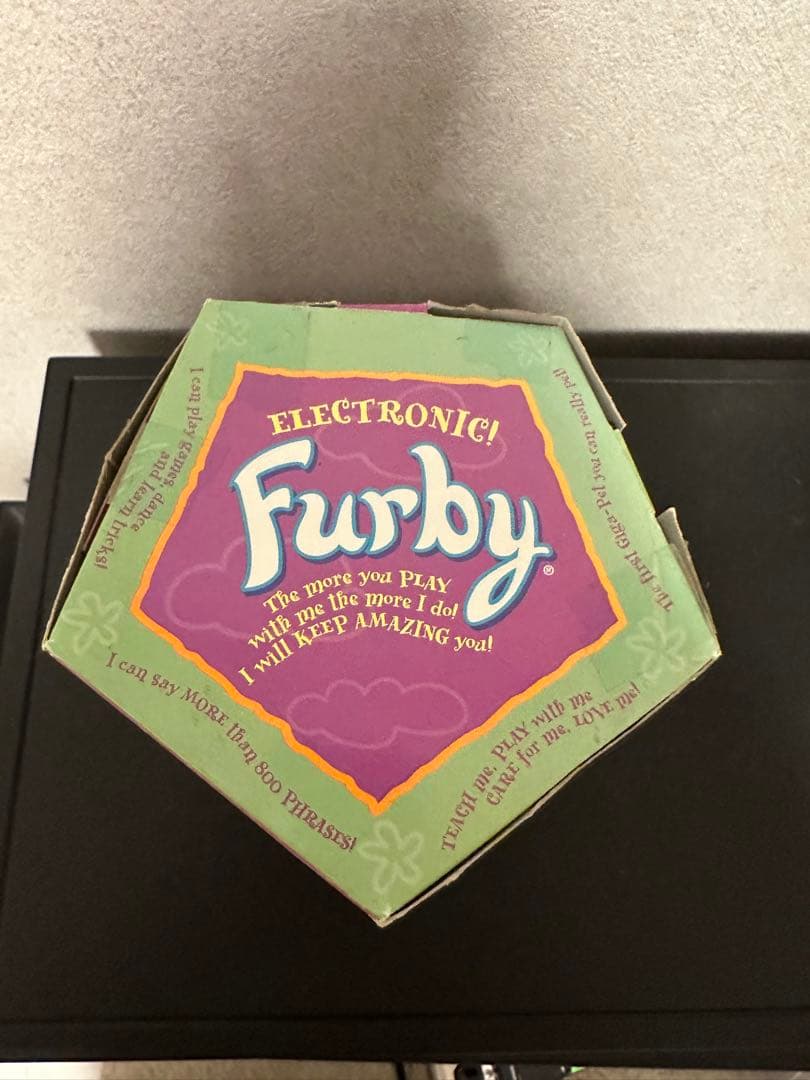 ELECTRONIC!
Furby®
The more you PLAY
with me the more I do!
I will KEEP AMAZING you!
I can play games, dance
and learn tricks!
The first Giga-Pet you can really pet!
I can say MORE than 800 PHRASES!
TEACH me, PLAY with me
CARE for me, LOVE me!